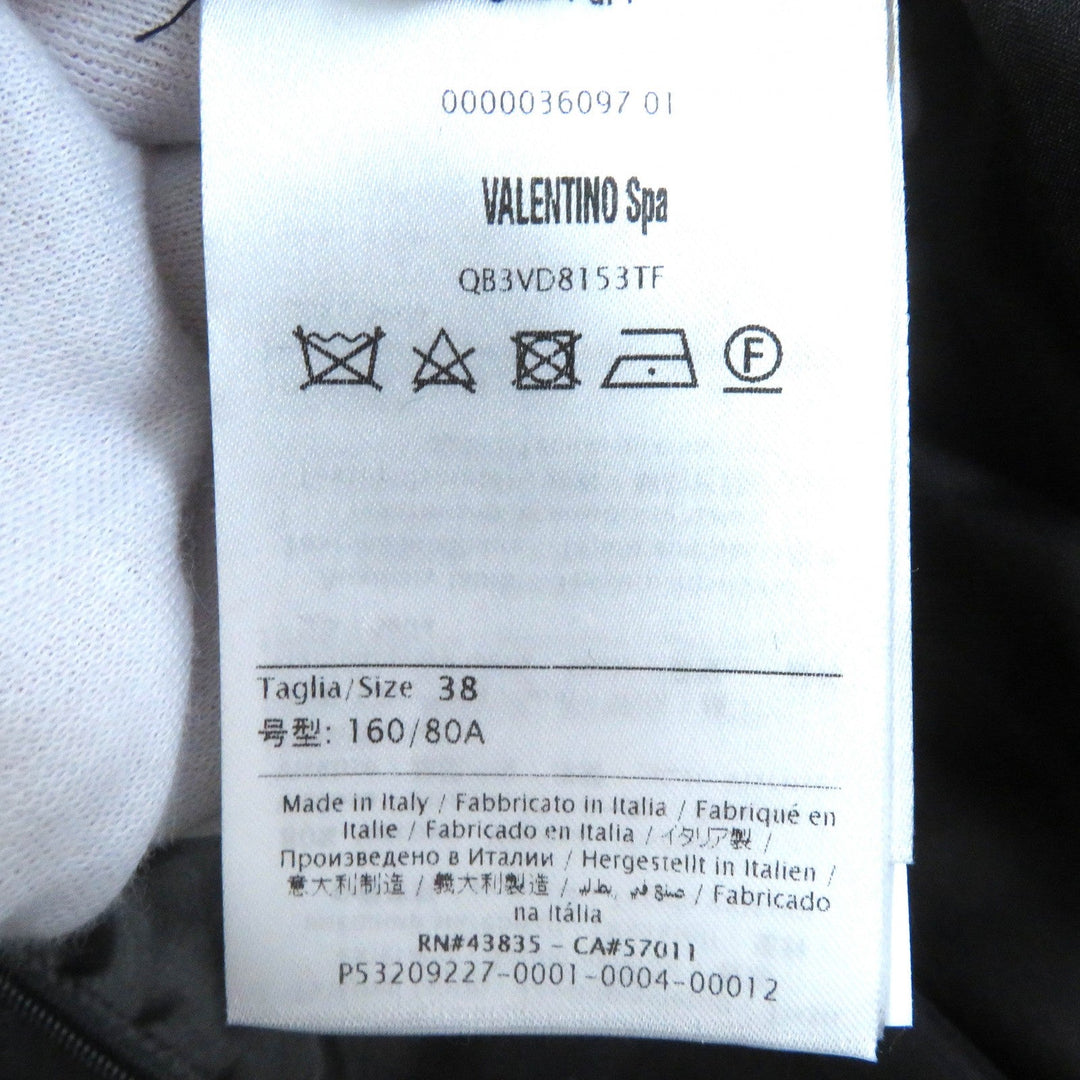 0000036097 01
VALENTINO Spa
QB3VD8153TF
F
Taglia/Size 38
号型: 160/80A
Made in Italy / Fabbricato in Italia / Fabriqué en
Italie / Fabricado en Italia / イタリア製 /
Произведено в Италии / Hergestellt in Italien /
意大利制造 / 義大利製造 / صنع في إيطاليا / Fabricado
na Itália
RN#43835 - CA#57011
P53209227-0001-0004-00012